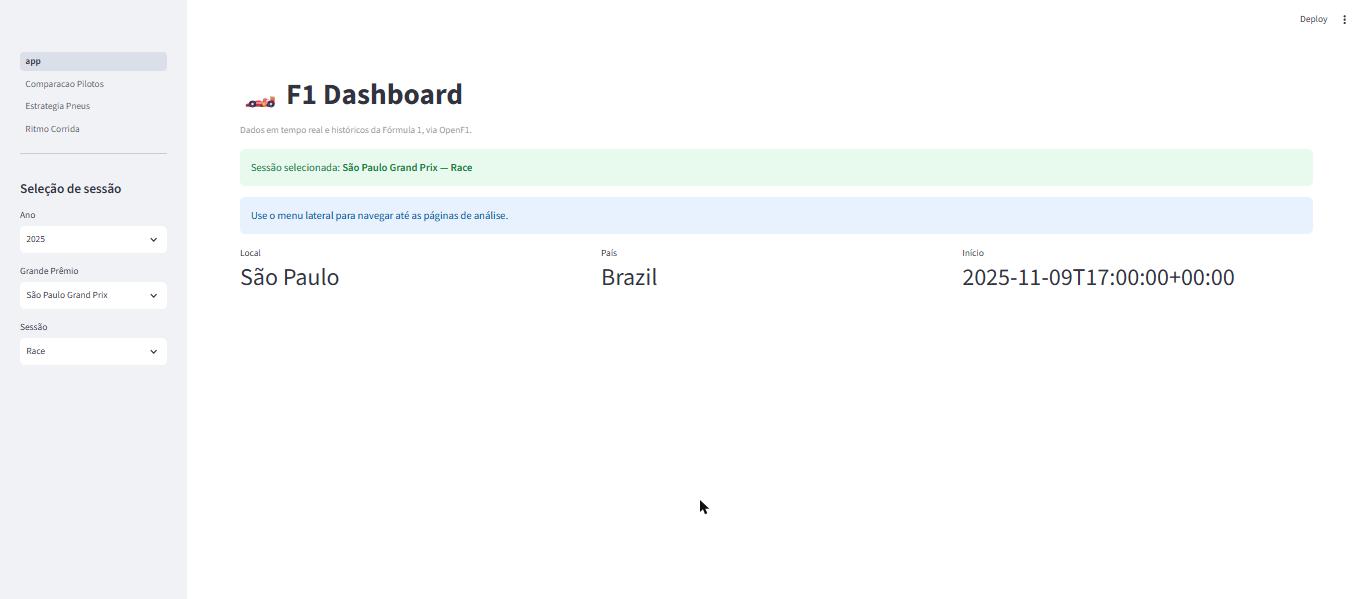 Deploy
app
Comparacao Pilotos
Estrategia Pneus
Ritmo Corrida
Seleção de sessão
Ano
2025
Grande Prêmio
São Paulo Grand Prix
Sessão
Race
F1 Dashboard
Dados em tempo real e históricos da Fórmula 1, via OpenF1.
Sessão selecionada: São Paulo Grand Prix — Race
Use o menu lateral para navegar até as páginas de análise.
Local
São Paulo
País
Brazil
Início
2025-11-09T17:00:00+00:00